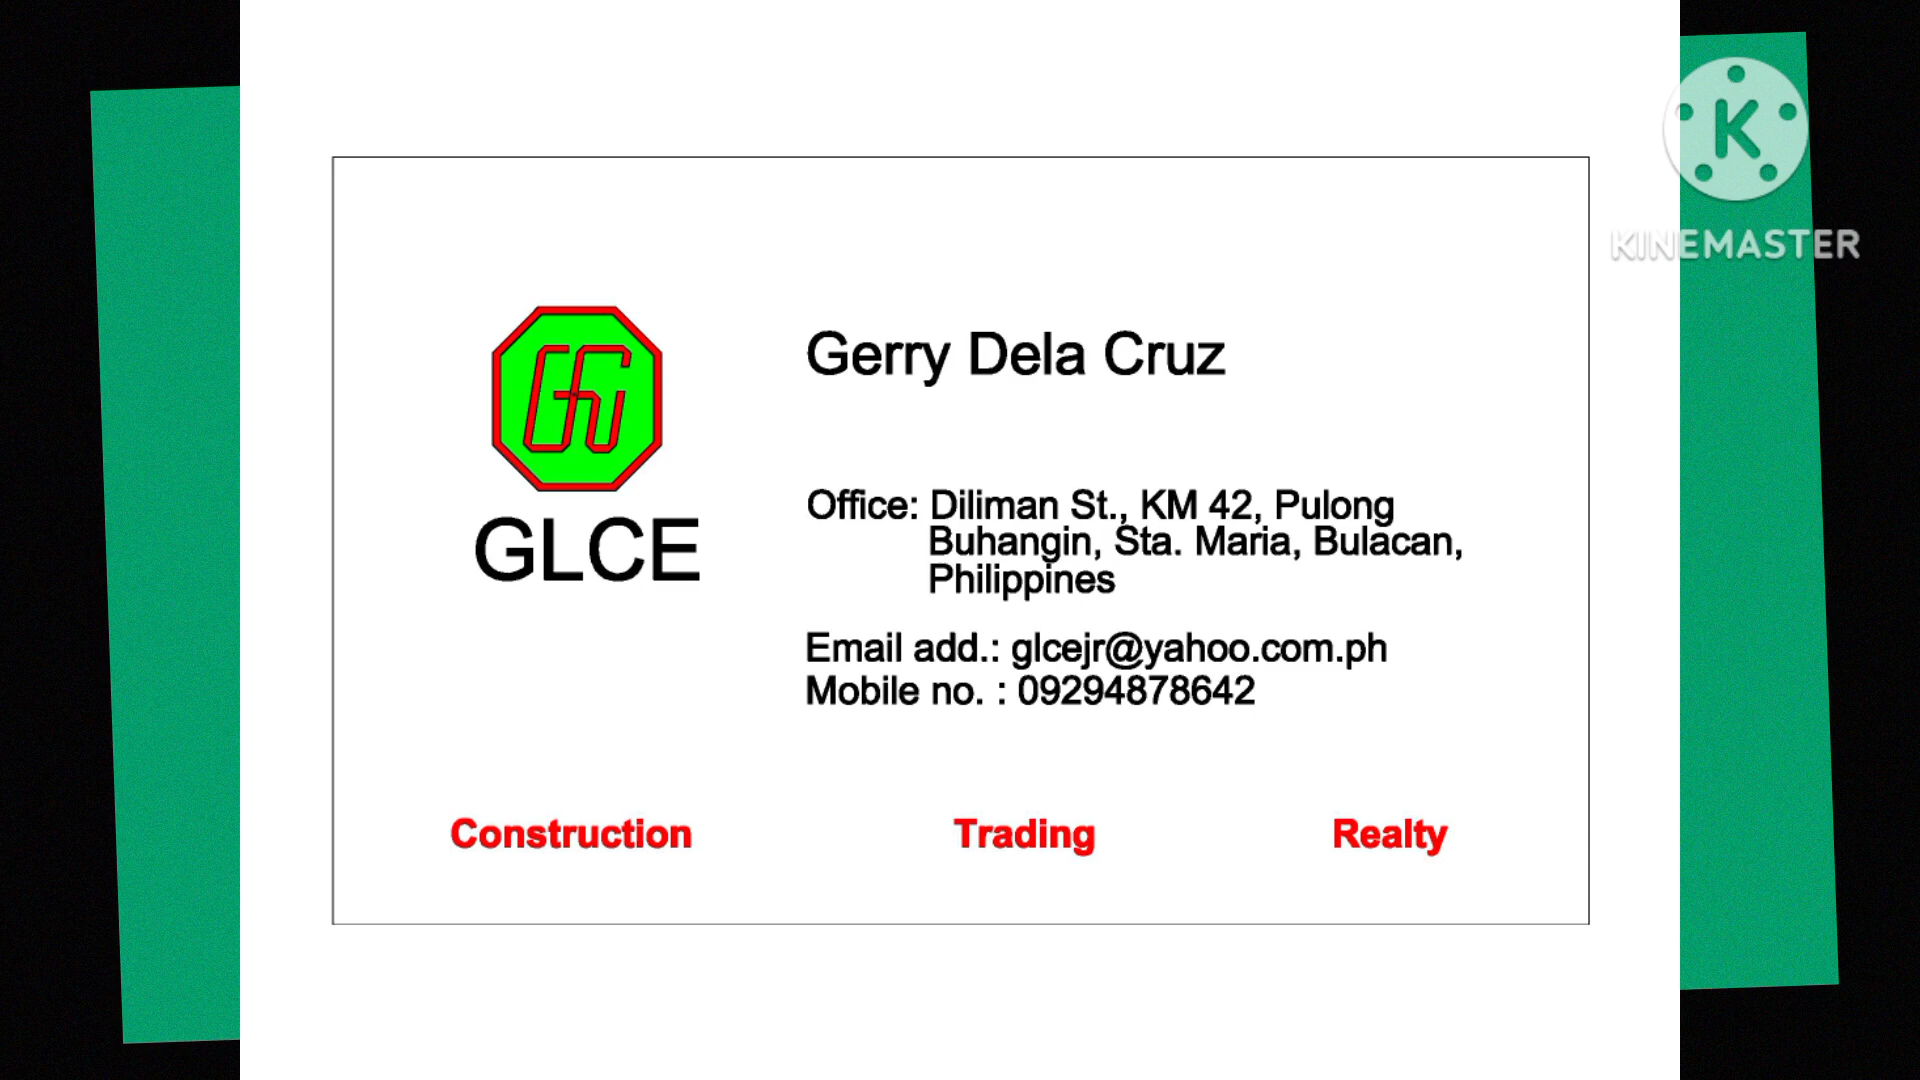 K
KINEMASTER
Gerry Dela Cruz
GLCE
Office: Diliman St., KM 42, Pulong
Buhangin, Sta. Maria, Bulacan,
Philippines
Email add.: glcejr@yahoo.com.ph
Mobile no. : 09294878642
Construction Trading Realty